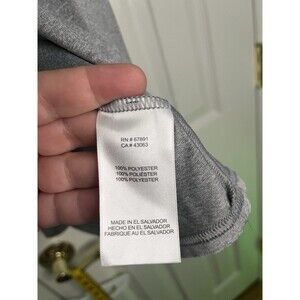 RN # 67891
CA # 43063
100% POLYESTER
100% POLIÉSTER
100% POLYESTER
MADE IN EL SALVADOR
HECHO EN EL SALVADOR
FABRIQUÉ AU EL SALVADOR